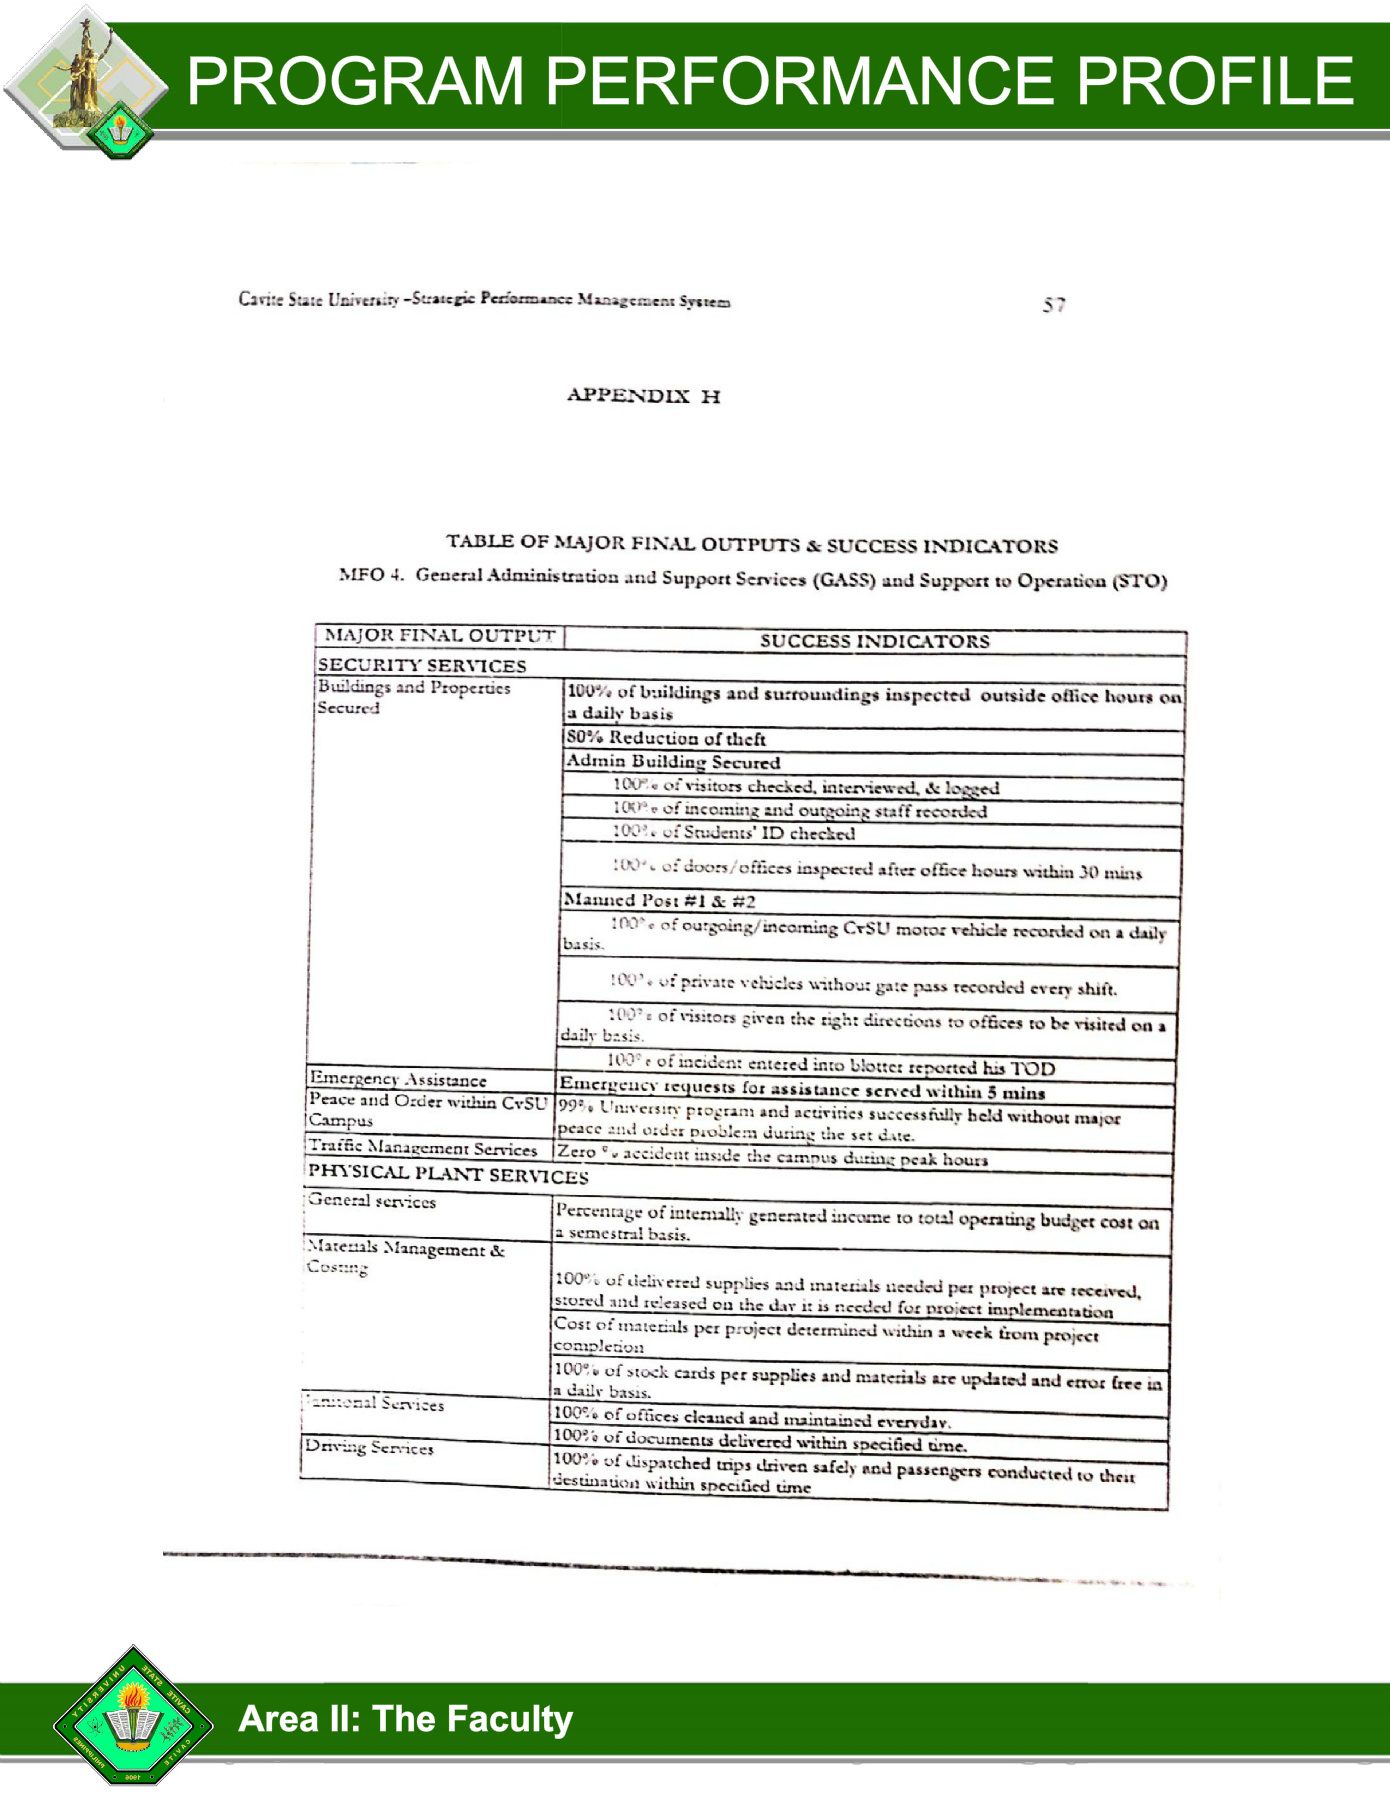 PROGRAM PERFORMANCE PROFILE
Cavite State University –Strategic Performance Management System
57
APPENDIX H
TABLE OF MAJOR FINAL OUTPUTS & SUCCESS INDICATORS
MFO 4. General Administration and Support Services (GASS) and Support to Operation (STO)
MAJOR FINAL OUTPUT
SUCCESS INDICATORS
SECURITY SERVICES
Buildings and Properties
Secured
100% of buildings and surroundings inspected outside office hours on
a daily basis
80% Reduction of theft
Admin Building Secured
100% of visitors checked, interviewed, & logged
100% of incoming and outgoing staff recorded
100% of Students' ID checked
100% of doors/offices inspected after office hours within 30 mins
Manned Post #1 & #2
100% of outgoing/incoming CvSU motor vehicle recorded on a daily
basis.
100% of private vehicles without gate pass recorded every shift.
100% of visitors given the right directions to offices to be visited on a
daily basis.
100% of incident entered into blotter reported his TOD
Emergency Assistance
Emergency requests for assistance served within 5 mins
Peace and Order within CvSU
Campus
99% University program and activities successfully held without major
peace and order problem during the set date.
Traffic Management Services
Zero % accident inside the campus during peak hours
PHYSICAL PLANT SERVICES
General services
Percentage of internally generated income to total operating budget cost on
a semestral basis.
Materials Management &
Costing
100% of delivered supplies and materials needed per project are received,
stored and released on the day it is needed for project implementation
Cost of materials per project determined within a week from project
completion
100% of stock cards per supplies and materials are updated and error free in
a daily basis.
Janitorial Services
100% of offices cleaned and maintained everyday.
100% of documents delivered within specified time.
Driving Services
100% of dispatched trips driven safely and passengers conducted to their
destination within specified time
Area II: The Faculty